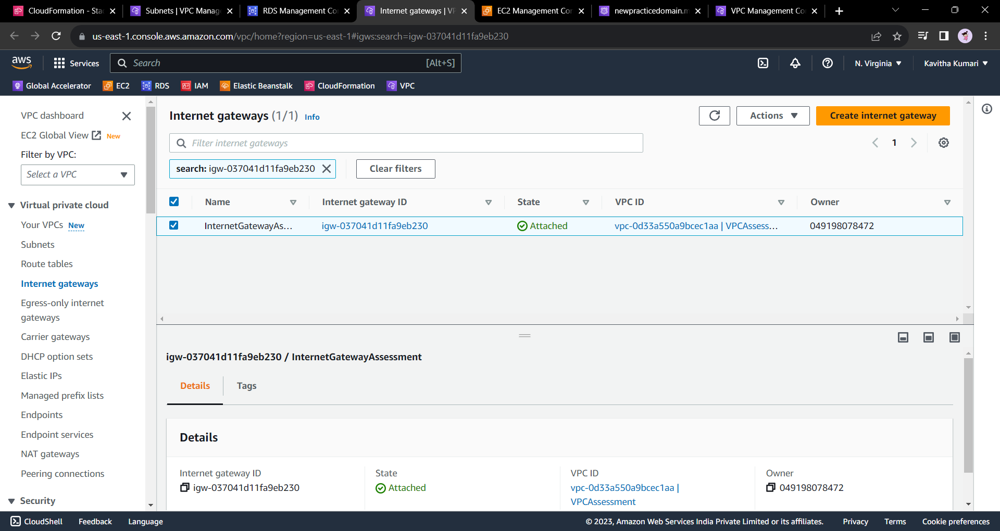 CloudFormation - Sta
Subnets | VPC Manag
RDS Management Co
Internet gateways | VP
EC2 Management Co
newpracticedomain.m
VPC Management Co
us-east-1.console.aws.amazon.com/vpc/home?region=us-east-1#igws:search=igw-037041d11fa9eb230
aws
Services
Search
[Alt+S]
N. Virginia
Kavitha Kumari
Global Accelerator
EC2
RDS
IAM
Elastic Beanstalk
CloudFormation
VPC
VPC dashboard
EC2 Global View New
Filter by VPC:
Select a VPC
Virtual private cloud
Your VPCs New
Subnets
Route tables
Internet gateways
Egress-only internet
gateways
Carrier gateways
DHCP option sets
Elastic IPs
Managed prefix lists
Endpoints
Endpoint services
NAT gateways
Peering connections
Security
Internet gateways (1/1) Info
Actions
Create internet gateway
Filter internet gateways
1
search: igw-037041d11fa9eb230
Clear filters
Name
Internet gateway ID
State
VPC ID
Owner
InternetGatewayAs...
igw-037041d11fa9eb230
Attached
vpc-0d33a550a9bcec1aa | VPCAssess...
049198078472
igw-037041d11fa9eb230 / InternetGatewayAssessment
Details
Tags
Details
Internet gateway ID
igw-037041d11fa9eb230
State
Attached
VPC ID
vpc-0d33a550a9bcec1aa |
VPCAssessment
Owner
049198078472
CloudShell
Feedback
Language
© 2023, Amazon Web Services India Private Limited or its affiliates.
Privacy
Terms
Cookie preferences